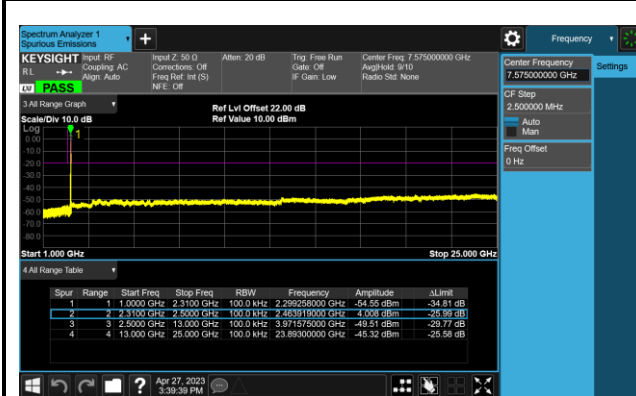 Spectrum Analyzer 1
Spurious Emissions
Frequency
KEYSIGHT
Input: RF
Coupling: AC
Align: Auto
Input Z: 50 Ω
Corrections: Off
Freq Ref: Int (S)
NFE: Off
Atten: 20 dB
Trig: Free Run
Gate: Off
IF Gain: Low
Center Freq: 7.575000000 GHz
Avg|Hold: 9/10
Radio Std: None
RL
LXI
PASS
Center Frequency
7.575000000 GHz
Settings
CF Step
2.500000 MHz
Auto
Man
Freq Offset
0 Hz
3 All Range Graph
Scale/Div 10.0 dB
Ref Lvl Offset 22.00 dB
Ref Value 10.00 dBm
Log
1
0.00
-10.0
-20.0
-30.0
-40.0
-50.0
-60.0
-70.0
-80.0
Start 1.000 GHz
Stop 25.000 GHz
4 All Range Table
Spur Range Start Freq Stop Freq RBW Frequency Amplitude ΔLimit
1 1 1.0000 GHz 2.3100 GHz 100.0 kHz 2.299258000 GHz -54.55 dBm -34.81 dB
2 2 2.3100 GHz 2.5000 GHz 100.0 kHz 2.463919000 GHz 4.008 dBm -25.99 dB
3 3 2.5000 GHz 13.000 GHz 100.0 kHz 3.971575000 GHz -49.51 dBm -29.77 dB
4 4 13.000 GHz 25.000 GHz 100.0 kHz 23.89300000 GHz -45.32 dBm -25.58 dB
Apr 27, 2023
3:39:39 PM